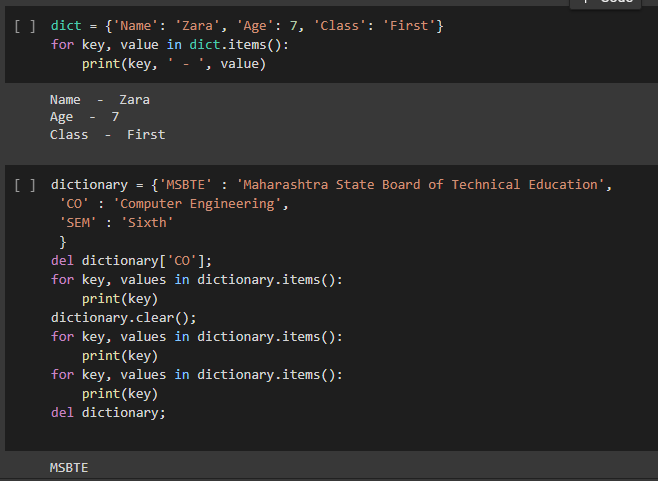 [ ] dict = {'Name': 'Zara', 'Age': 7, 'Class': 'First'}
for key, value in dict.items():
    print(key, ' - ', value)
Name  -  Zara
Age  -  7
Class  -  First
[ ] dictionary = {'MSBTE' : 'Maharashtra State Board of Technical Education',
 'CO' : 'Computer Engineering',
 'SEM' : 'Sixth'
 }
del dictionary['CO'];
for key, values in dictionary.items():
    print(key)
dictionary.clear();
for key, values in dictionary.items():
    print(key)
for key, values in dictionary.items():
    print(key)
del dictionary;
MSBTE